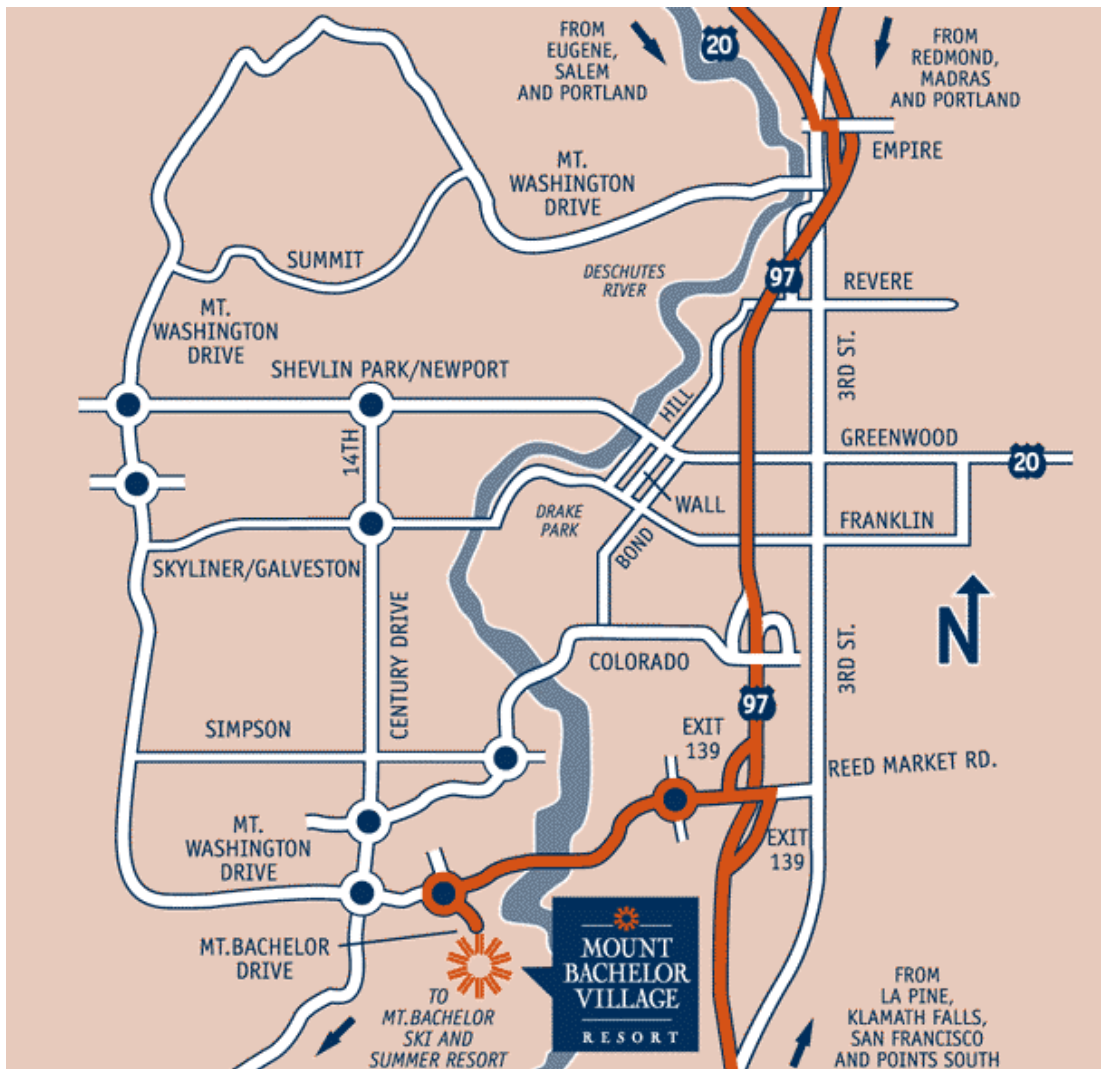 FROM
EUGENE,
SALEM
AND PORTLAND
20
FROM
REDMOND,
MADRAS
AND PORTLAND
EMPIRE
MT.
WASHINGTON
DRIVE
SUMMIT
DESCHUTES
RIVER
97
REVERE
MT.
WASHINGTON
DRIVE
SHEVLIN PARK/NEWPORT
3RD ST.
HILL
14TH
GREENWOOD
20
WALL
DRAKE
PARK
FRANKLIN
BOND
SKYLINER/GALVESTON
CENTURY DRIVE
N
COLORADO
3RD ST.
97
SIMPSON
EXIT
139
REED MARKET RD.
MT.
WASHINGTON
DRIVE
EXIT
139
MT.BACHELOR
DRIVE
MOUNT
BACHELOR
VILLAGE
RESORT
TO
MT.BACHELOR
SKI AND
SUMMER RESORT
FROM
LA PINE,
KLAMATH FALLS,
SAN FRANCISCO
AND POINTS SOUTH